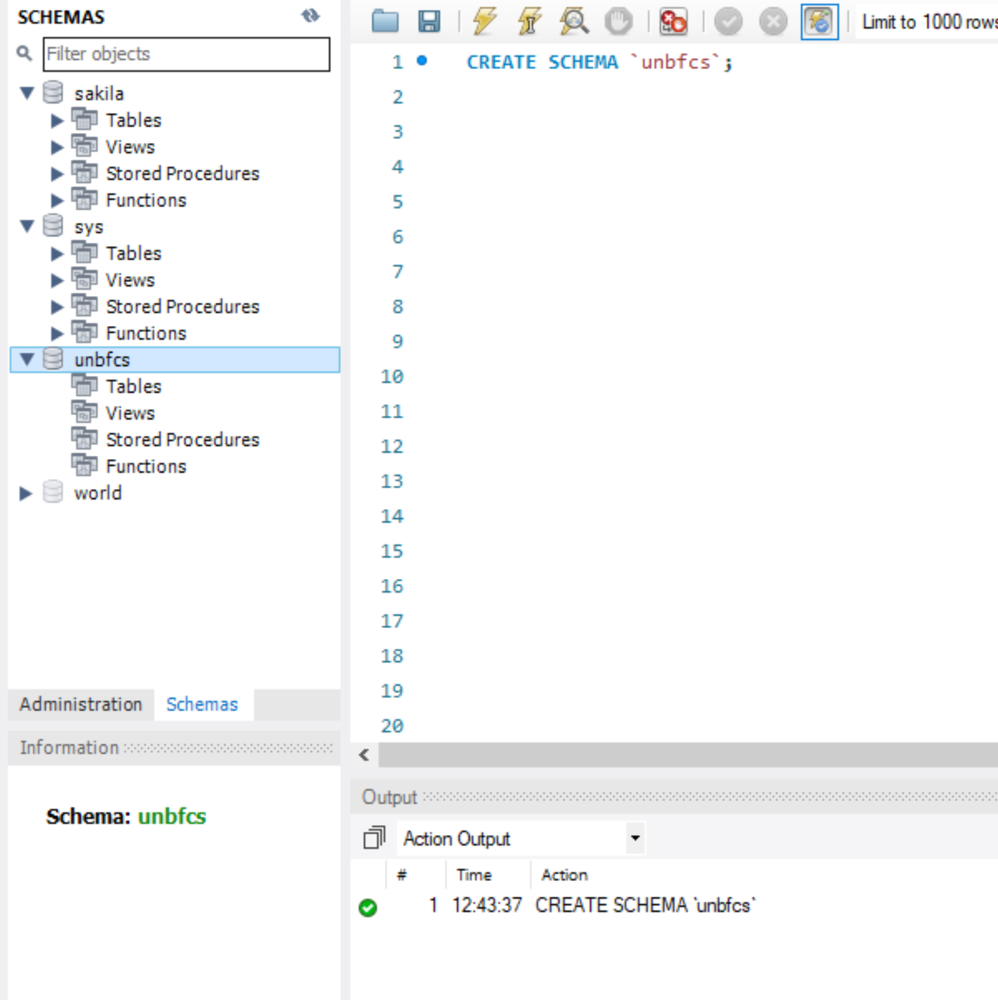 SCHEMAS
Filter objects
sakila
Tables
Views
Stored Procedures
Functions
sys
Tables
Views
Stored Procedures
Functions
unbfcs
Tables
Views
Stored Procedures
Functions
world
Administration Schemas
Information
Schema: unbfcs
Limit to 1000 rows
1 CREATE SCHEMA `unbfcs`;
2
3
4
5
6
7
8
9
10
11
12
13
14
15
16
17
18
19
20
Output
Action Output
# Time Action
1 12:43:37 CREATE SCHEMA `unbfcs`